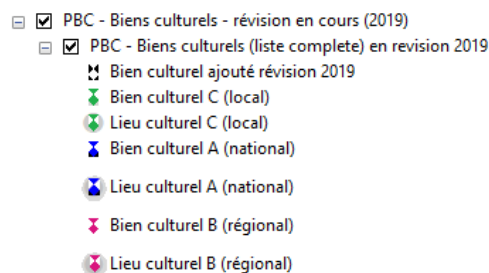 PBC - Biens culturels - révision en cours (2019)
PBC - Biens culturels (liste complete) en revision 2019
Bien culturel ajouté révision 2019
Bien culturel C (local)
Lieu culturel C (local)
Bien culturel A (national)
Lieu culturel A (national)
Bien culturel B (régional)
Lieu culturel B (régional)